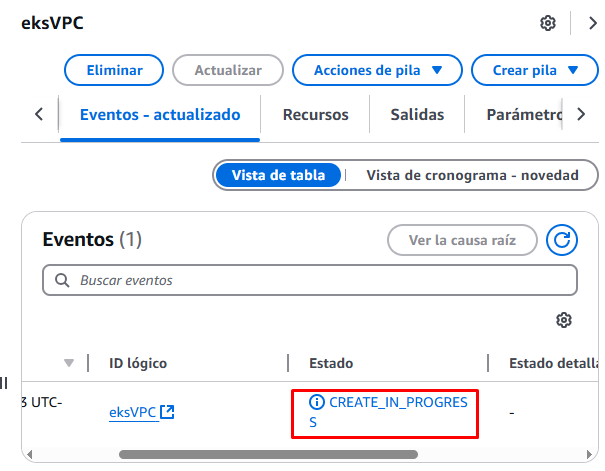 eksVPC
Eliminar Actualizar Acciones de pila Crear pila
Eventos - actualizado Recursos Salidas Parámetro
Vista de tabla Vista de cronograma - novedad
Eventos (1) Ver la causa raíz
Buscar eventos
ID lógico Estado Estado detalla
3 UTC- eksVPC CREATE_IN_PROGRES -
S